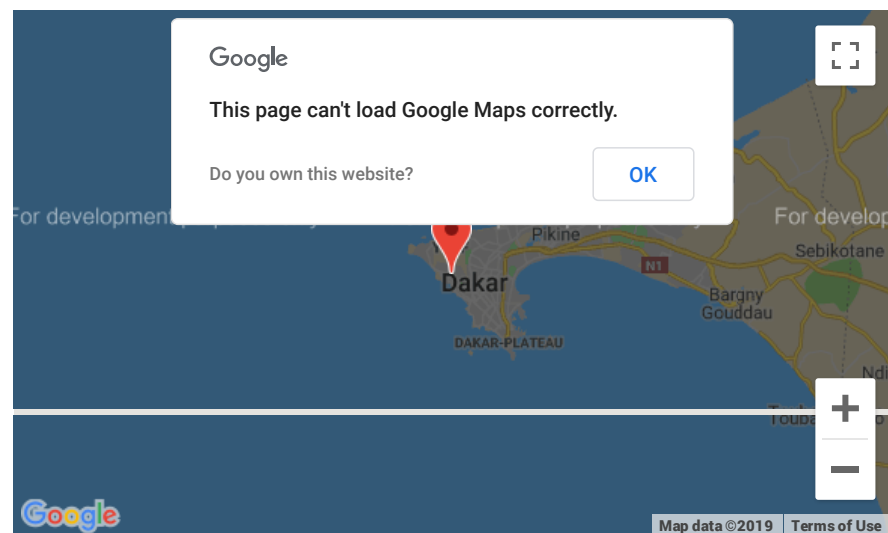 Google
This page can't load Google Maps correctly.
Do you own this website?
OK
For development
For develop
Pikine
Sebikotane
N1
Dakar
Bargny
Gouddau
DAKAR-PLATEAU
Ndi
Touba
o
Google
Map data ©2019
Terms of Use